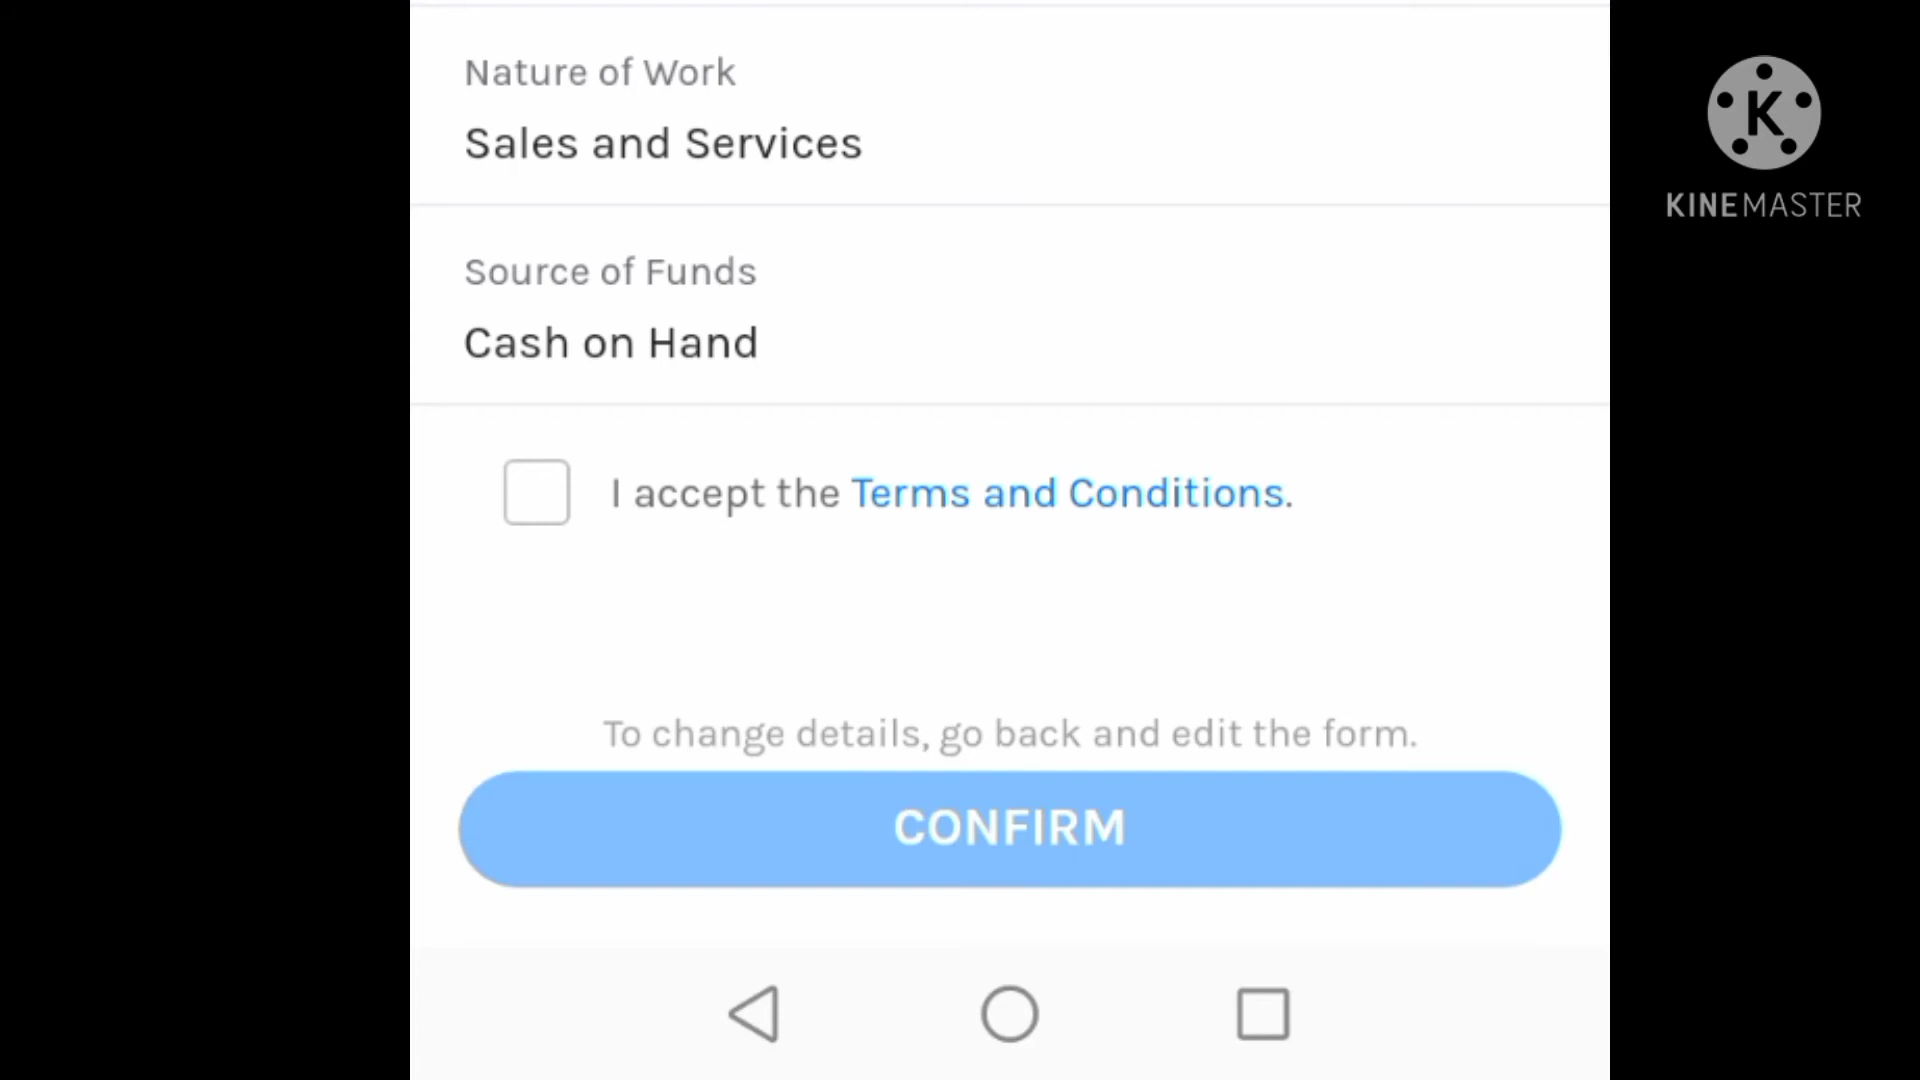 Nature of Work
Sales and Services
Source of Funds
Cash on Hand
I accept the Terms and Conditions.
To change details, go back and edit the form.
CONFIRM
K
KINEMASTER